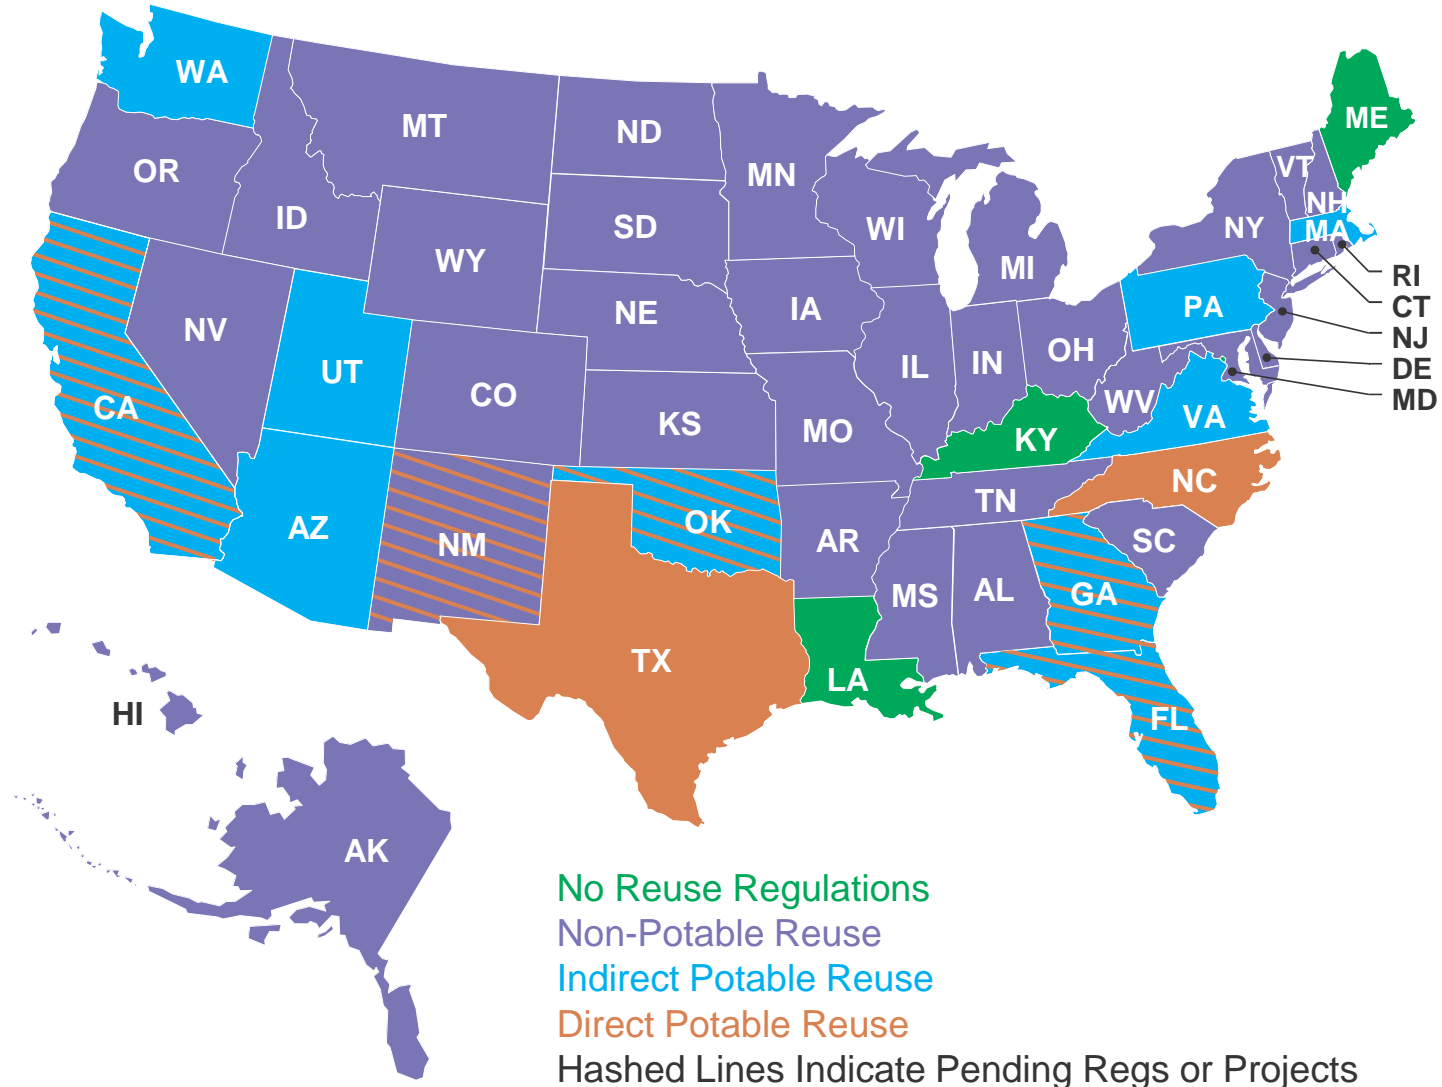 WA
MT
ND
ME
OR
MN
VT
ID
SD
WI
NH
NY
MA
WY
MI
RI
CT
NV
NE
IA
PA
NJ
UT
CO
IL
IN
OH
DE
MD
CA
KS
MO
WV
VA
KY
NC
AZ
NM
OK
TN
AR
SC
MS
AL
GA
TX
LA
FL
HI
AK
No Reuse Regulations
Non-Potable Reuse
Indirect Potable Reuse
Direct Potable Reuse
Hashed Lines Indicate Pending Regs or Projects